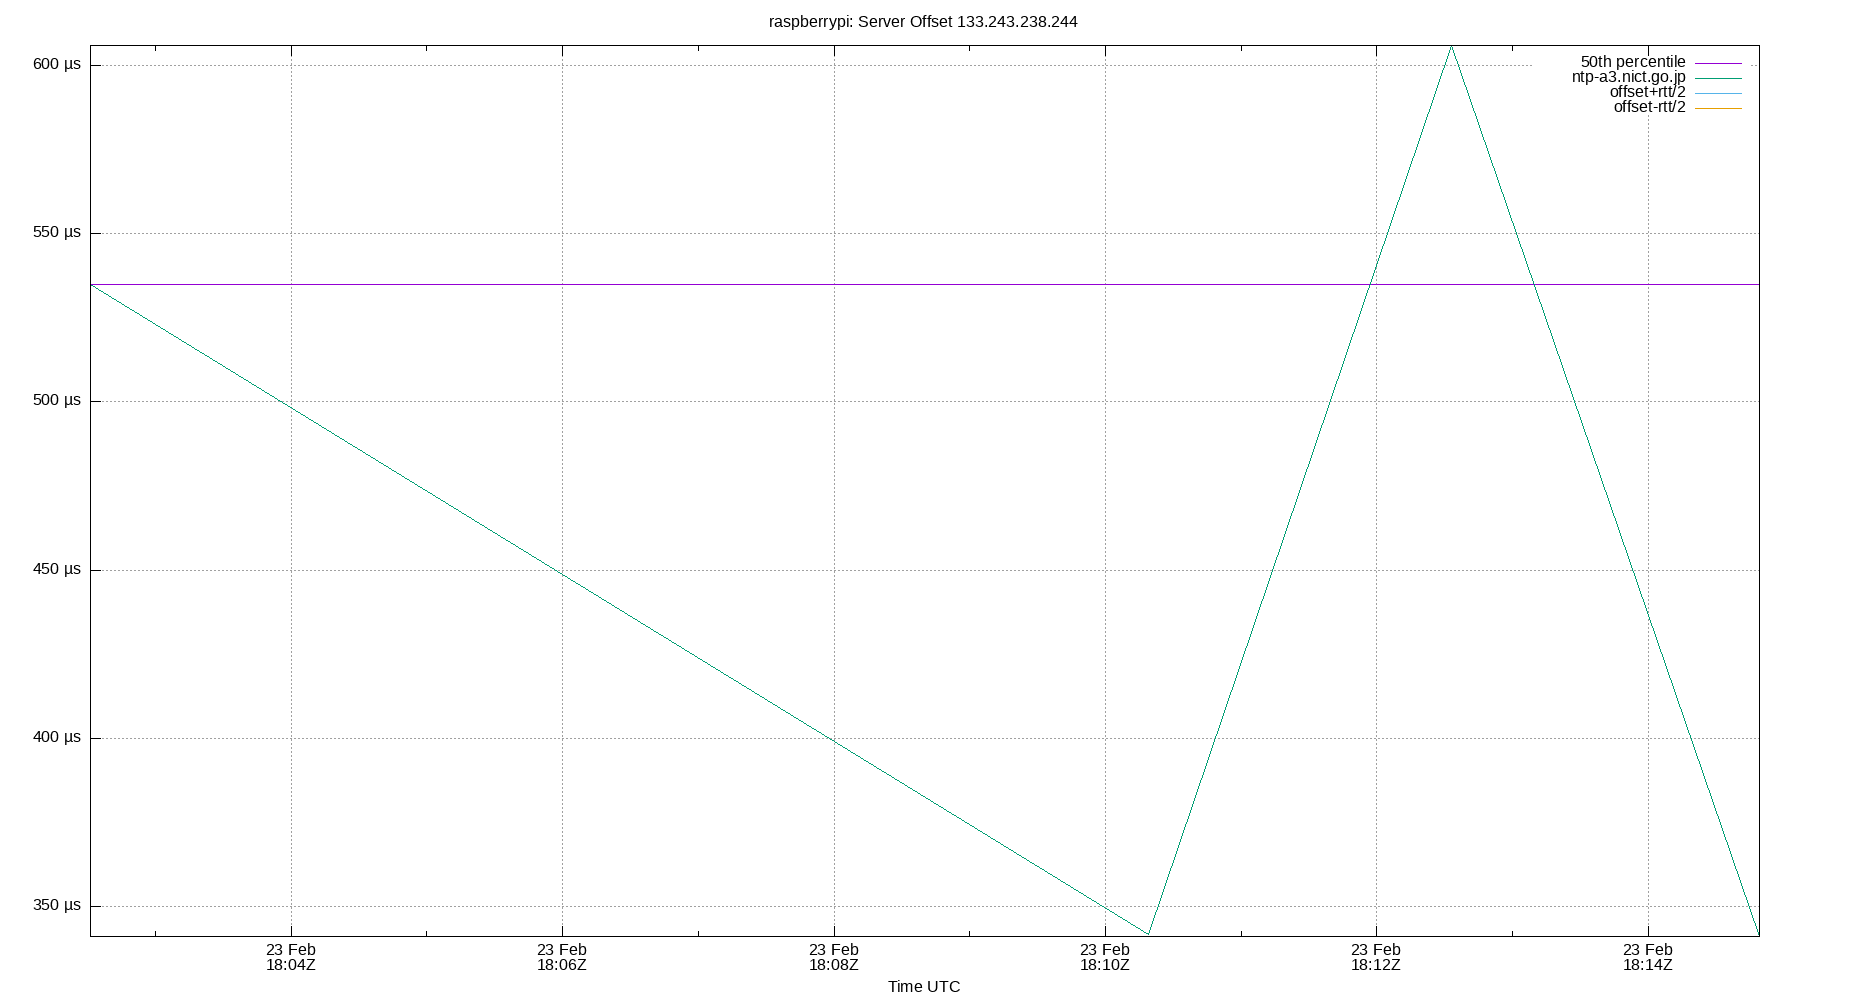 raspberrypi: Server Offset 133.243.238.244
600 µs
550 µs
500 µs
450 µs
400 µs
350 µs
50th percentile
ntp-a3.nict.go.jp
offset+rtt/2
offset-rtt/2
23 Feb 23 Feb 23 Feb 23 Feb 23 Feb 23 Feb
18:04Z 18:06Z 18:08Z 18:10Z 18:12Z 18:14Z
Time UTC